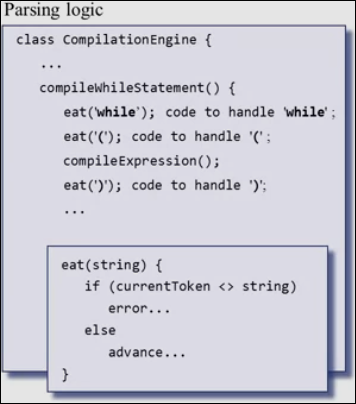 Parsing logic
class CompilationEngine {
...
compileWhileStatement() {
eat('while'); code to handle 'while';
eat('('); code to handle '(';
compileExpression();
eat(')'); code to handle ')';
...
eat(string) {
if (currentToken <> string)
error...
else
advance...
}